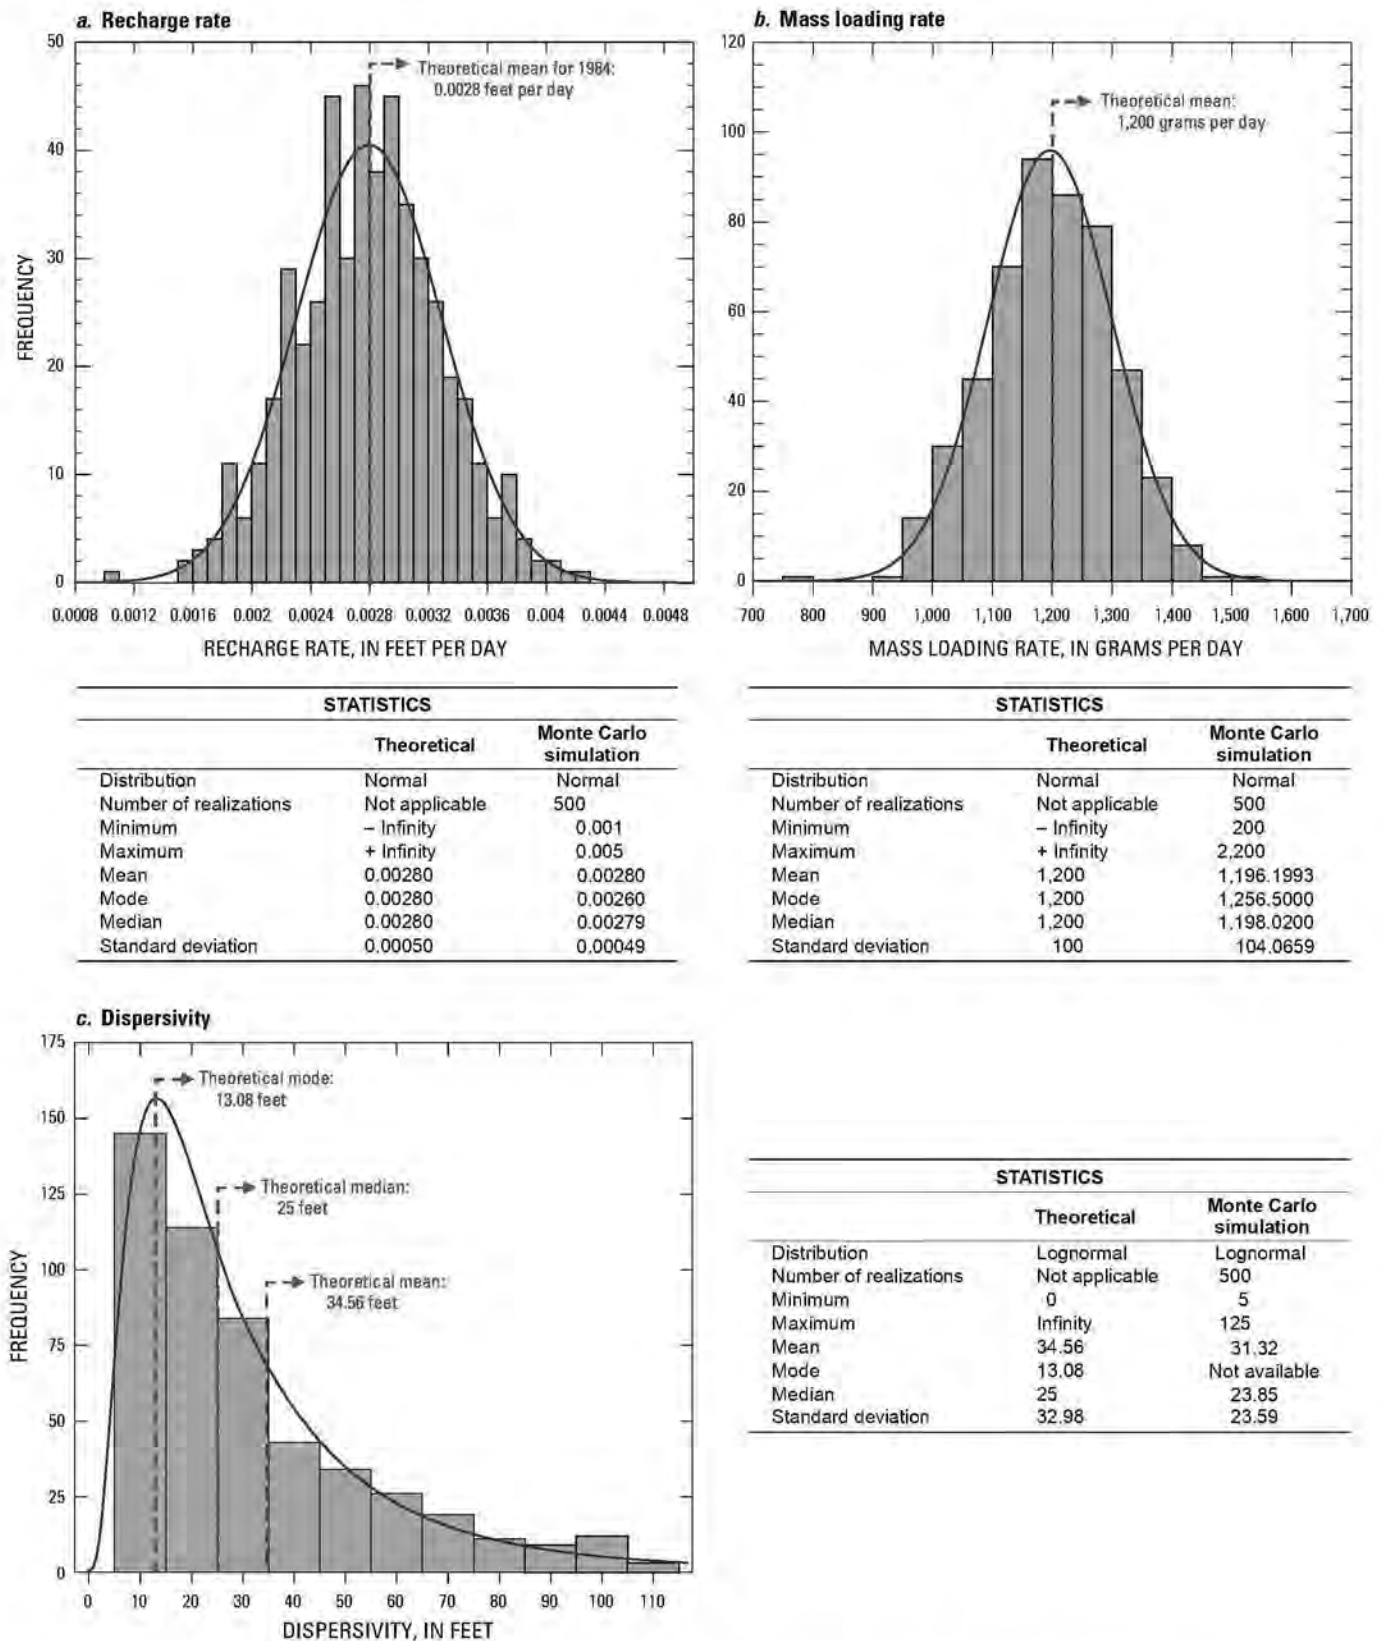 a. Recharge rate
50
40
30
20
10
0
FREQUENCY
Theoretical mean for 1984:
0.0028 feet per day
0.0008 0.0012 0.0016 0.002 0.0024 0.0028 0.0032 0.0036 0.004 0.0044 0.0048
RECHARGE RATE, IN FEET PER DAY
STATISTICS
Theoretical Monte Carlo simulation
Distribution Normal Normal
Number of realizations Not applicable 500
Minimum – Infinity 0.001
Maximum + Infinity 0.005
Mean 0.00280 0.00280
Mode 0.00280 0.00260
Median 0.00280 0.00279
Standard deviation 0.00050 0.00049
b. Mass loading rate
120
100
80
60
40
20
0
Theoretical mean:
1,200 grams per day
700 800 900 1,000 1,100 1,200 1,300 1,400 1,500 1,600 1,700
MASS LOADING RATE, IN GRAMS PER DAY
STATISTICS
Theoretical Monte Carlo simulation
Distribution Normal Normal
Number of realizations Not applicable 500
Minimum – Infinity 200
Maximum + Infinity 2,200
Mean 1,200 1,196.1993
Mode 1,200 1,256.5000
Median 1,200 1,198.0200
Standard deviation 100 104.0659
c. Dispersivity
175
150
125
100
75
50
25
0
FREQUENCY
Theoretical mode:
13.08 feet
Theoretical median:
25 feet
Theoretical mean:
34.56 feet
0 10 20 30 40 50 60 70 80 90 100 110
DISPERSIVITY, IN FEET
STATISTICS
Theoretical Monte Carlo simulation
Distribution Lognormal Lognormal
Number of realizations Not applicable 500
Minimum 0 5
Maximum Infinity 125
Mean 34.56 31.32
Mode 13.08 Not available
Median 25 23.85
Standard deviation 32.98 23.59